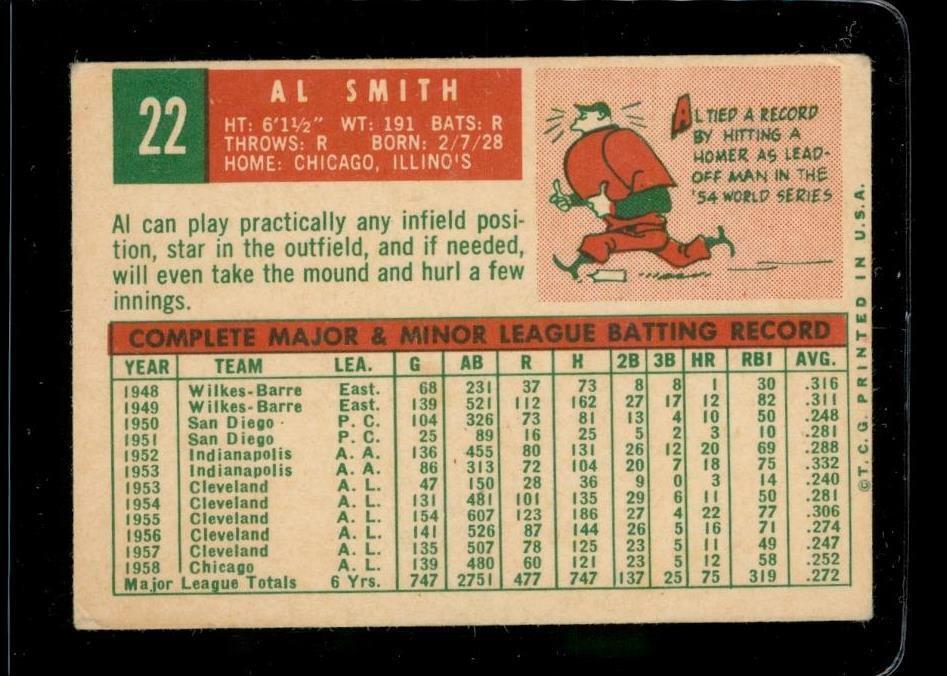 22
AL SMITH
HT: 6'1½" WT: 191 BATS: R
THROWS: R BORN: 2/7/28
HOME: CHICAGO, ILLINO'S
AL TIED A RECORD
BY HITTING A
HOMER AS LEAD-
OFF MAN IN THE
'54 WORLD SERIES
Al can play practically any infield posi-
tion, star in the outfield, and if needed,
will even take the mound and hurl a few
innings.
COMPLETE MAJOR & MINOR LEAGUE BATTING RECORD
YEAR TEAM LEA. G AB R H 2B 3B HR RBI AVG.
1948 Wilkes-Barre East. 68 231 37 73 8 8 1 30 .316
1949 Wilkes-Barre East. 139 521 112 162 27 17 12 82 .311
1950 San Diego P. C. 104 326 73 81 13 4 10 50 .248
1951 San Diego P. C. 25 89 16 25 5 2 3 10 .281
1952 Indianapolis A. A. 136 455 80 131 26 12 20 69 .288
1953 Indianapolis A. A. 86 313 72 104 20 7 18 75 .332
1953 Cleveland A. L. 47 150 28 36 9 0 3 14 .240
1954 Cleveland A. L. 131 481 101 135 29 6 11 50 .281
1955 Cleveland A. L. 154 607 123 186 27 4 22 77 .306
1956 Cleveland A. L. 141 526 87 144 26 5 16 71 .274
1957 Cleveland A. L. 135 507 78 125 23 5 11 49 .247
1958 Chicago A. L. 139 480 60 121 23 5 12 58 .252
Major League Totals 6 Yrs. 747 2751 477 747 137 25 75 319 .272
©T.C.G. PRINTED IN U.S.A.